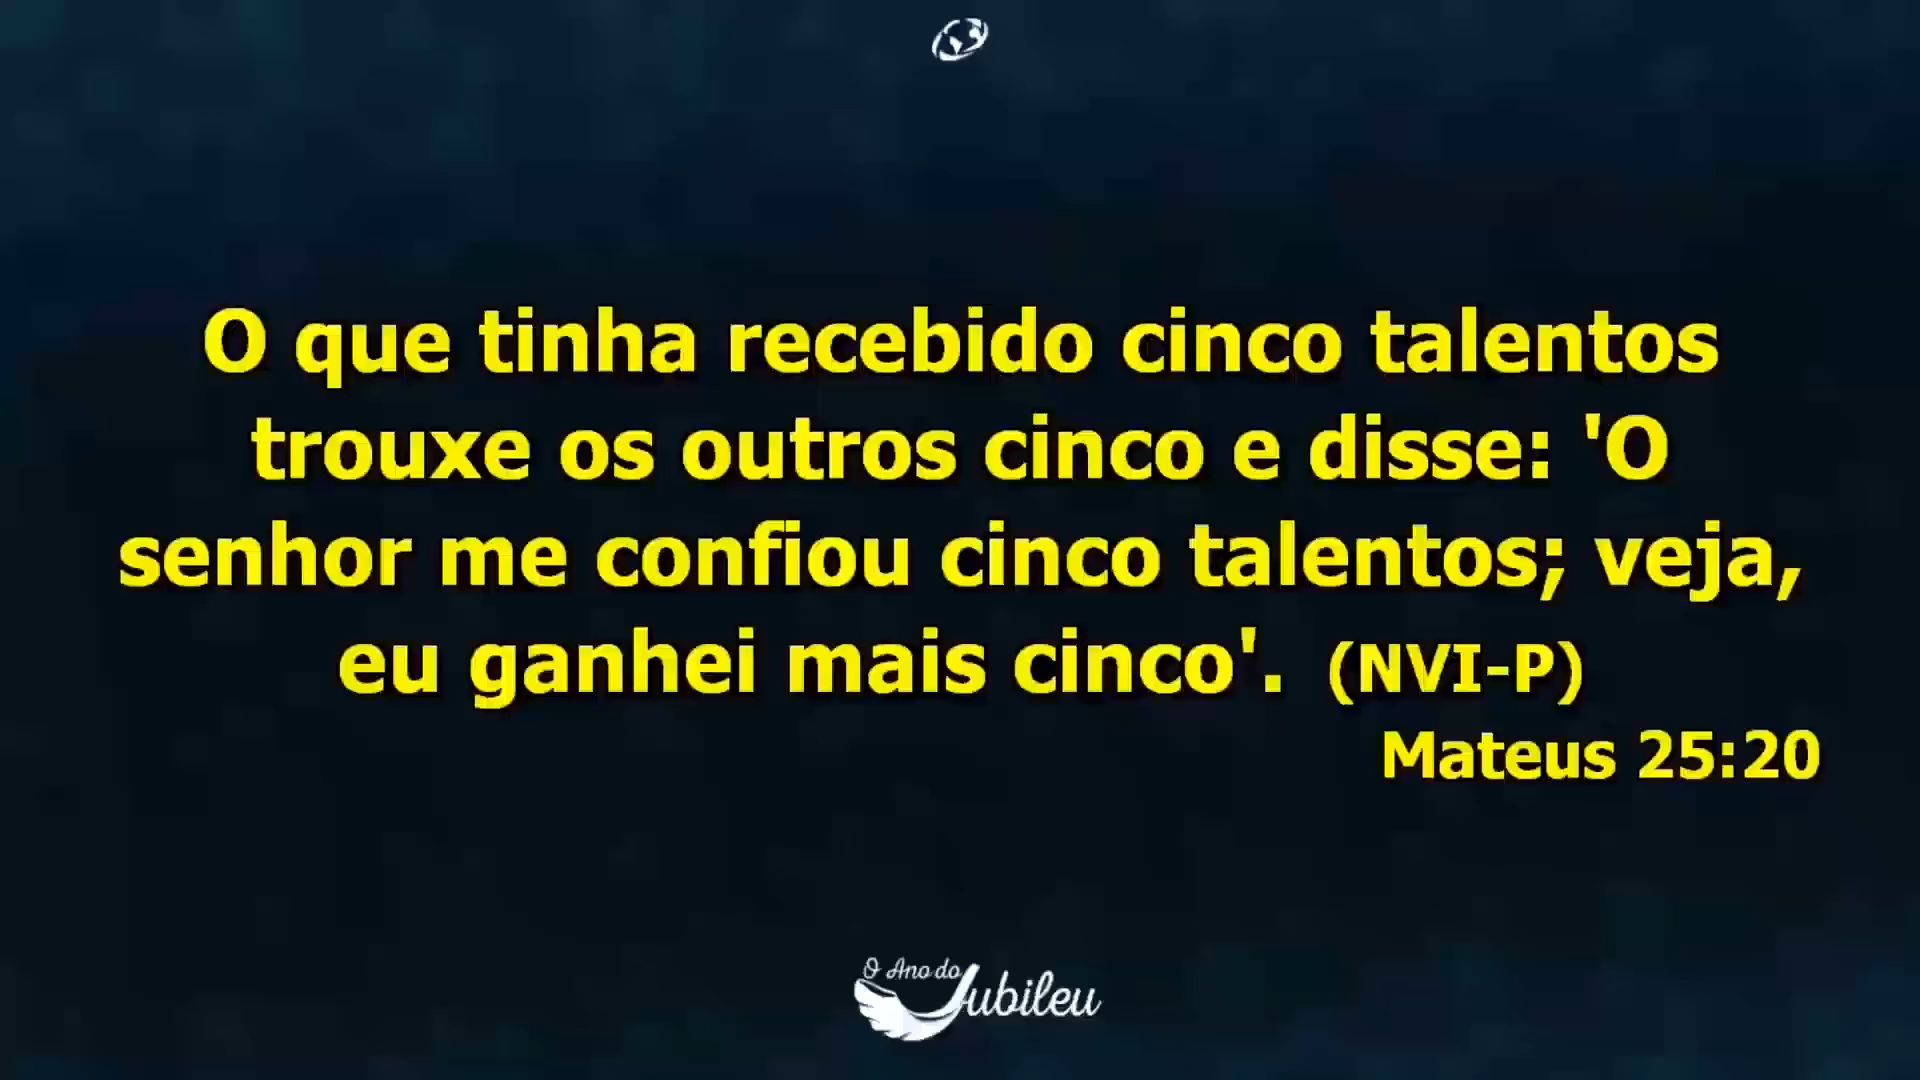 O que tinha recebido cinco talentos
trouxe os outros cinco e disse: 'O
senhor me confiou cinco talentos; veja,
eu ganhei mais cinco'. (NVI-P)
Mateus 25:20
O Ano do
Jubileu